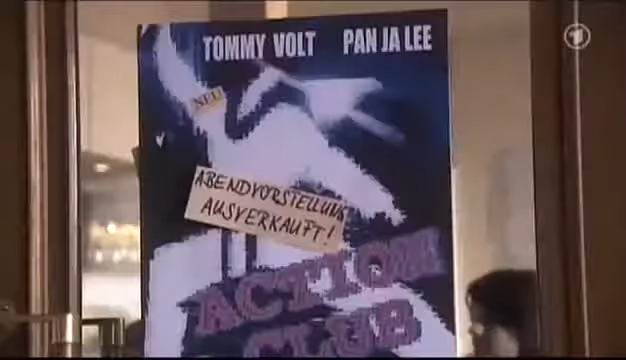 TOMMY VOLT PAN JA LEE
NEU
ABENDVORSTELLUNG
AUSVERKAUFT!
ACTION
CLUB